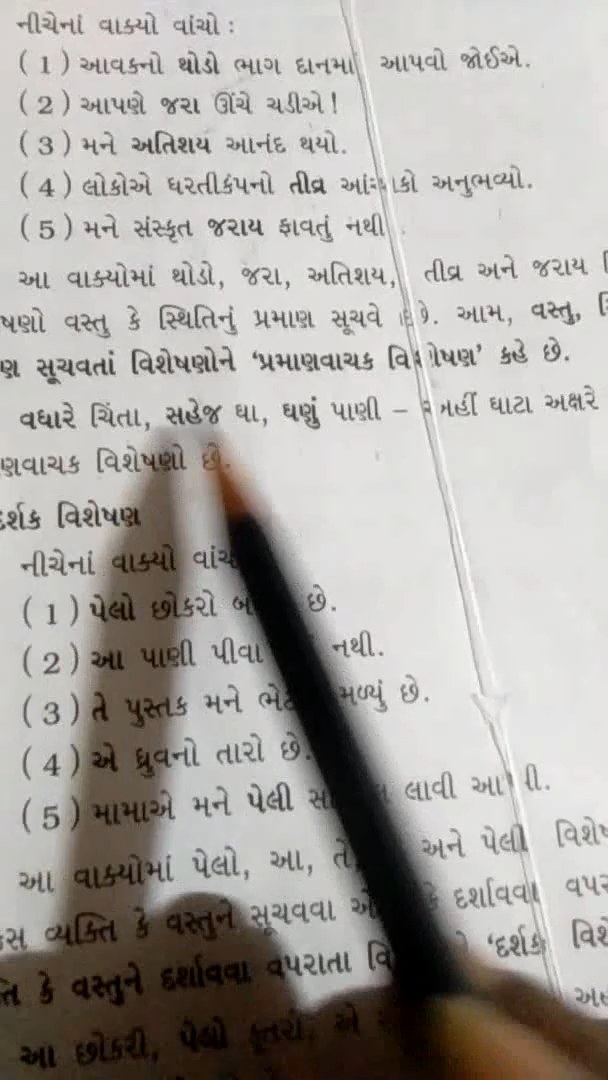 નીચેનાં વાક્યો વાંચો :
( 1 ) આવકનો થોડો ભાગ દાનમાં આપવો જોઈએ.
( 2 ) આપણે જરા ઊંચે ચડીએ !
( 3 ) મને અતિશય આનંદ થયો.
( 4 ) લોકોએ ધરતીકંપનો તીવ્ર આંચકો અનુભવ્યો.
( 5 ) મને સંસ્કૃત જરાય ફાવતું નથી.
આ વાક્યોમાં થોડો, જરા, અતિશય, તીવ્ર અને જરાય
ષણો વસ્તુ કે સ્થિતિનું પ્રમાણ સૂચવે છે. આમ, વસ્તુ,
ણ સૂચવતાં વિશેષણોને ‘પ્રમાણવાચક વિશેષણ’ કહે છે.
વધારે ચિંતા, સહેજ ઘા, ઘણું પાણી – અહીં ઘાટા અક્ષરે
ણવાચક વિશેષણો છે.
દર્શક વિશેષણ
નીચેનાં વાક્યો
( 1 ) પેલો છોકરો છે.
( 2 ) આ પાણી પીવા નથી.
( 3 ) તે પુસ્તક મને મળ્યું છે.
( 4 ) એ ધ્રુવનો તારો છે.
( 5 ) મામાએ મને પેલી લાવી આપી.
આ વાક્યોમાં પેલો, આ, તે, અને પેલી
વ્યક્તિ કે વસ્તુને સૂચવવા કે દર્શાવવા
કે વસ્તુને દર્શાવવા વપરાતા ‘દર્શક
આ છોકરી, પેલો કૂતરો, એ